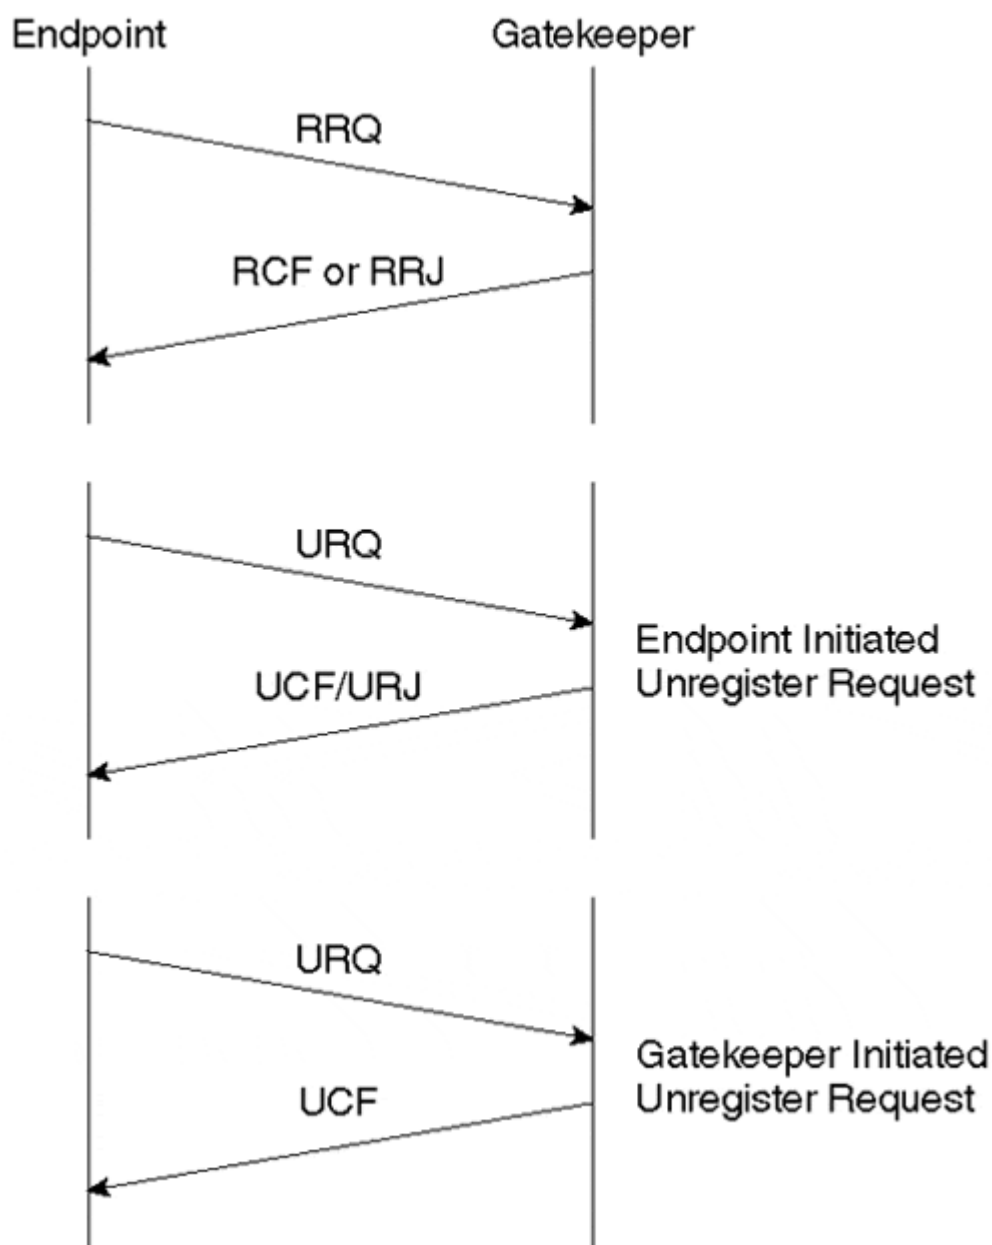 Endpoint Gatekeeper
RRQ
RCF or RRJ
URQ
UCF/URJ
Endpoint Initiated
Unregister Request
URQ
UCF
Gatekeeper Initiated
Unregister Request